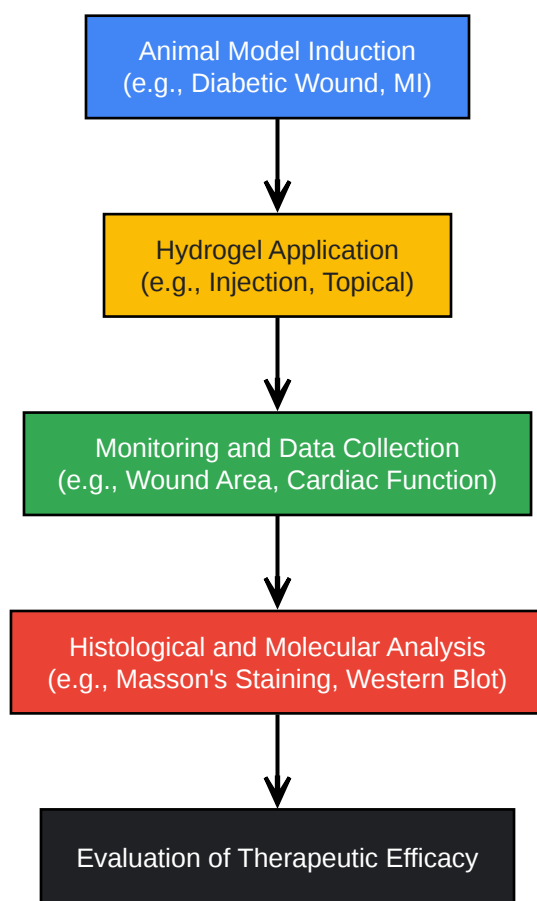 Animal Model Induction
(e.g., Diabetic Wound, MI)
Hydrogel Application
(e.g., Injection, Topical)
Monitoring and Data Collection
(e.g., Wound Area, Cardiac Function)
Histological and Molecular Analysis
(e.g., Masson's Staining, Western Blot)
Evaluation of Therapeutic Efficacy